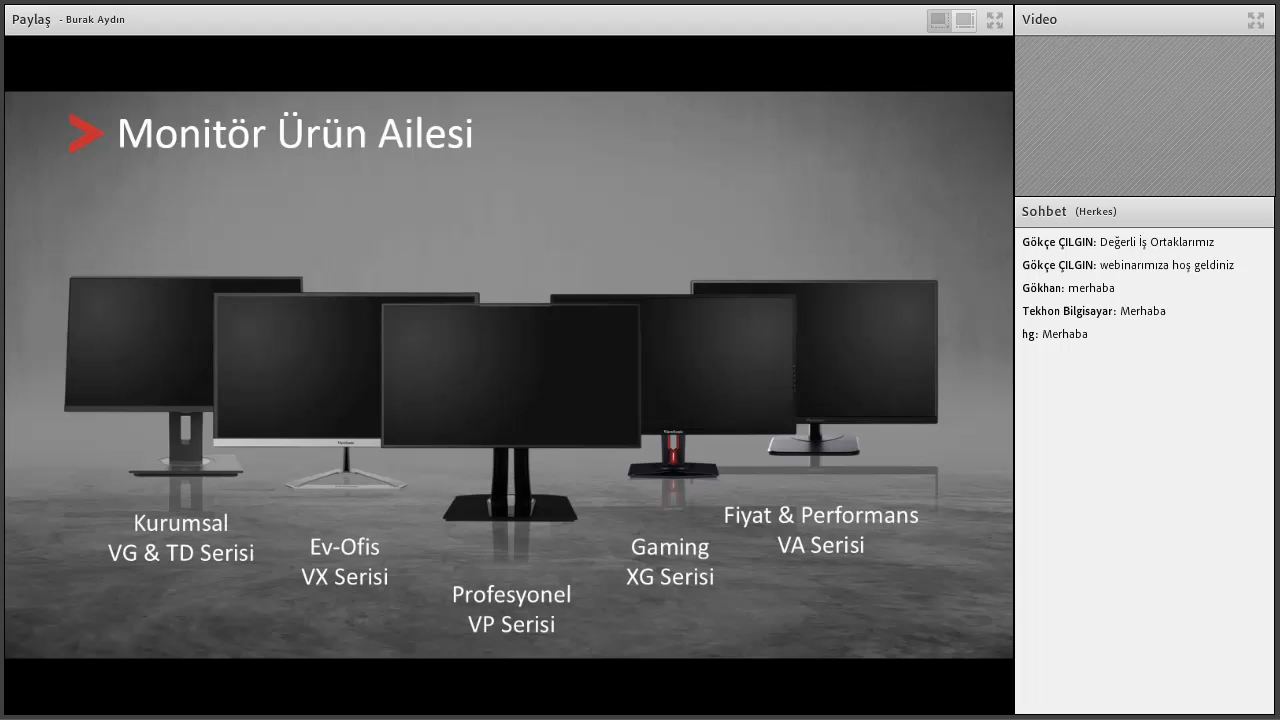 Paylaş - Burak Aydın
Monitör Ürün Ailesi
Kurumsal
VG & TD Serisi
Ev-Ofis
VX Serisi
Profesyonel
VP Serisi
Gaming
XG Serisi
Fiyat & Performans
VA Serisi
Video
Sohbet (Herkes)
Gökçe ÇILGIN: Değerli İş Ortaklarımız
Gökçe ÇILGIN: webinarımıza hoş geldiniz
Gökhan: merhaba
Tekhon Bilgisayar: Merhaba
hg: Merhaba